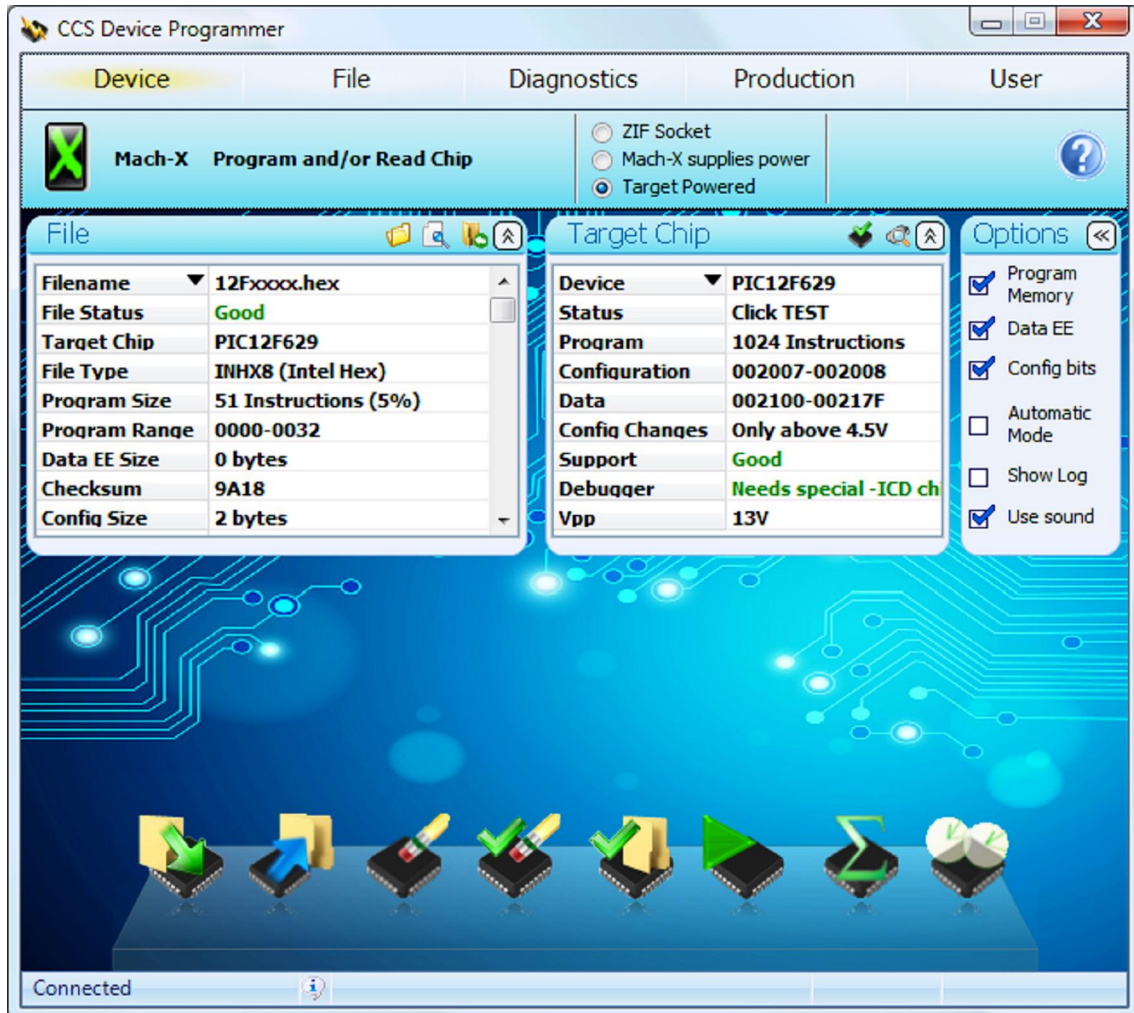 CCS Device Programmer
Device File Diagnostics Production User
Mach-X Program and/or Read Chip
ZIF Socket
Mach-X supplies power
Target Powered
File
Filename 12Fxxxx.hex
File Status Good
Target Chip PIC12F629
File Type INHX8 (Intel Hex)
Program Size 51 Instructions (5%)
Program Range 0000-0032
Data EE Size 0 bytes
Checksum 9A18
Config Size 2 bytes
Target Chip
Device PIC12F629
Status Click TEST
Program 1024 Instructions
Configuration 002007-002008
Data 002100-00217F
Config Changes Only above 4.5V
Support Good
Debugger Needs special -ICD chi
Vpp 13V
Options
Program
Memory
Data EE
Config bits
Automatic
Mode
Show Log
Use sound
Connected